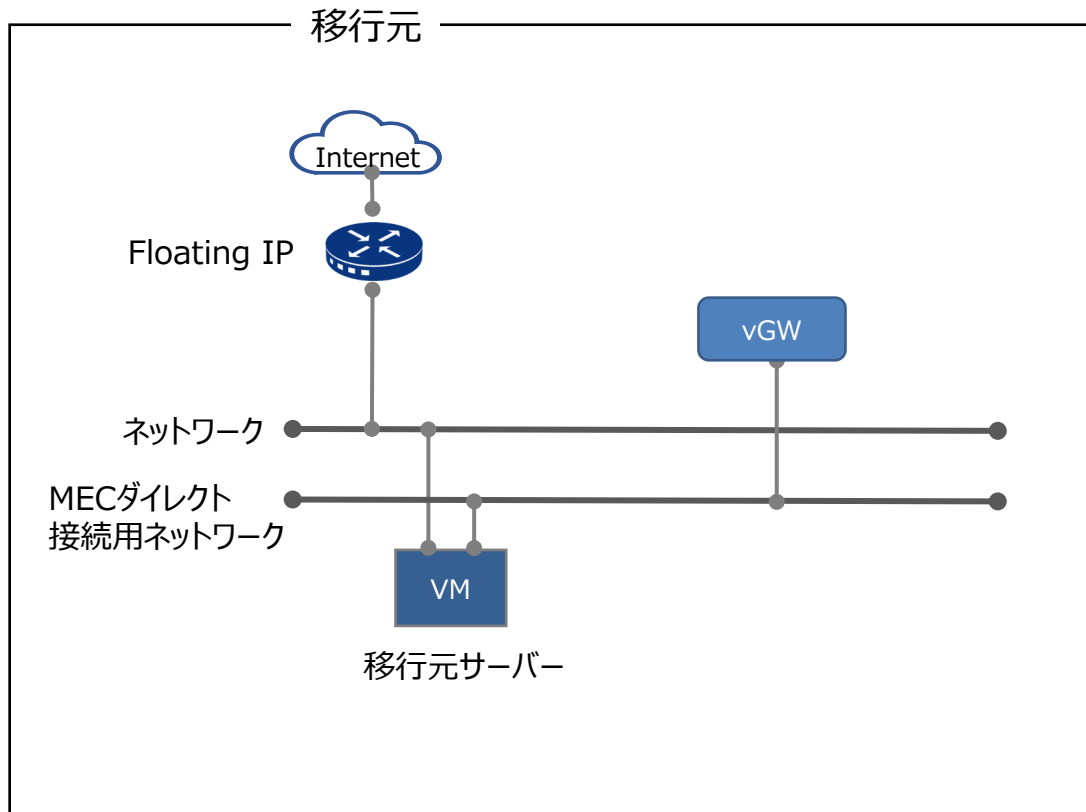 移行元
Internet
Floating IP
vGW
ネットワーク
MECダイレクト
接続用ネットワーク
VM
移行元サーバー